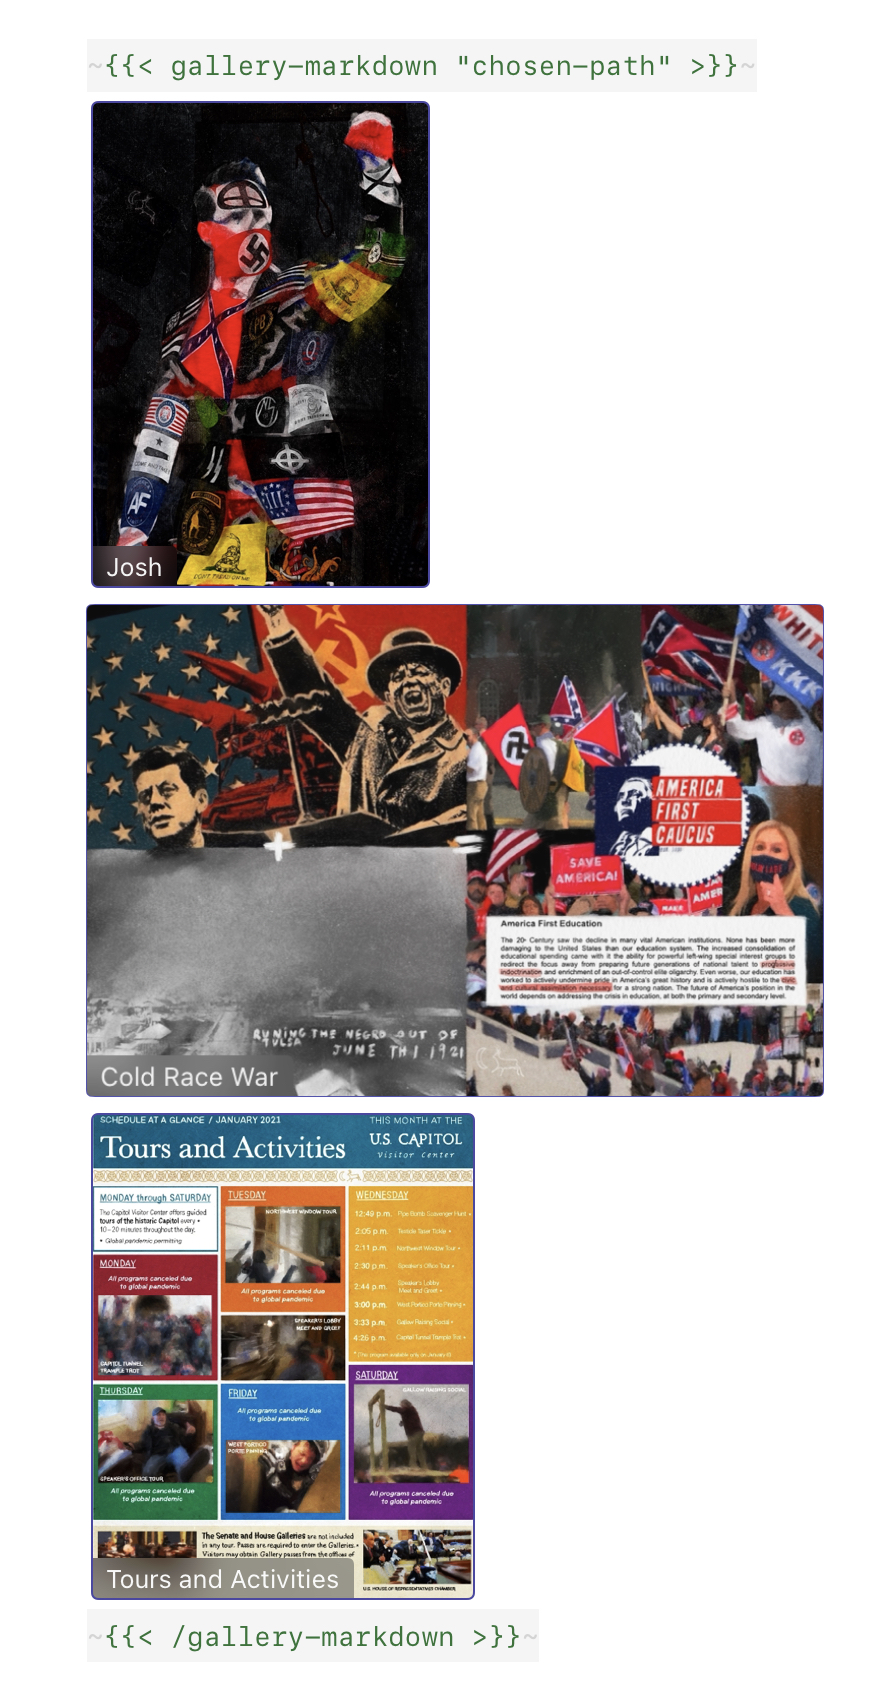 ~{{< gallery-markdown "chosen-path" >}}~
PB
Q
AF
III
DON'T TREAD ON ME
Josh
WHITE
KKK
AMERICA
FIRST
CAUCUS
SAVE
AMERICA!
MAKE
AMER
America First Education
The 20th Century saw the decline in many vital American institutions. None has been more
damaging to the United States than our education system. The increased consolidation of
educational spending came with it the ability for powerful left-wing special interest groups to
redirect the focus away from preparing future generations of national talent to progressive
indoctrination and enrichment of an out-of-control elite oligarchy. Even worse, our education has
worked to actively undermine pride in America's great history and is actively hostile to the civic
and cultural assimilation necessary for a strong nation. The future of America's position in the
world depends on addressing the crisis in education, at both the primary and secondary level.
RUNING THE NEGRO OUT OF
TULSA
JUNE TH 1 1921
Cold Race War
SCHEDULE AT A GLANCE / JANUARY 2021
THIS MONTH AT THE
Tours and Activities
U.S. CAPITOL
Visitor Center
MONDAY through SATURDAY
The Capitol Visitor Center offers guided
tours of the historic Capitol every •
10–20 minutes throughout the day.
• Global pandemic permitting
TUESDAY
NORTHWEST WINDOW TOUR
All programs canceled due
to global pandemic
WEDNESDAY
12:49 p.m. Pipe Bomb Scavenger Hunt •
2:05 p.m.
2:11 p.m. Northwest Window Tour •
2:30 p.m. Speaker's Office Tour •
2:44 p.m. Speaker's Lobby
Meet and Greet •
3:00 p.m. West Portico Porte Pinning •
3:33 p.m. Gallow Raising Social •
4:26 p.m. Capitol Tunnel Trample Trot •
MONDAY
All programs canceled due
to global pandemic
CAPITOL TUNNEL
TRAMPLE TROT
SPEAKER'S LOBBY
MEET AND GREET
THURSDAY
SPEAKER'S OFFICE TOUR
All programs canceled due
to global pandemic
FRIDAY
All programs canceled due
to global pandemic
WEST PORTICO
PORTE PINNING
SATURDAY
GALLOW RAISING SOCIAL
All programs canceled due
to global pandemic
The Senate and House Galleries are not included
in any tour. Passes are required to enter the Galleries.•
Visitors may obtain Gallery passes from the offices of
U.S. HOUSE OF REPRESENTATIVES CHAMBER
Tours and Activities
~{{< /gallery-markdown >}}~